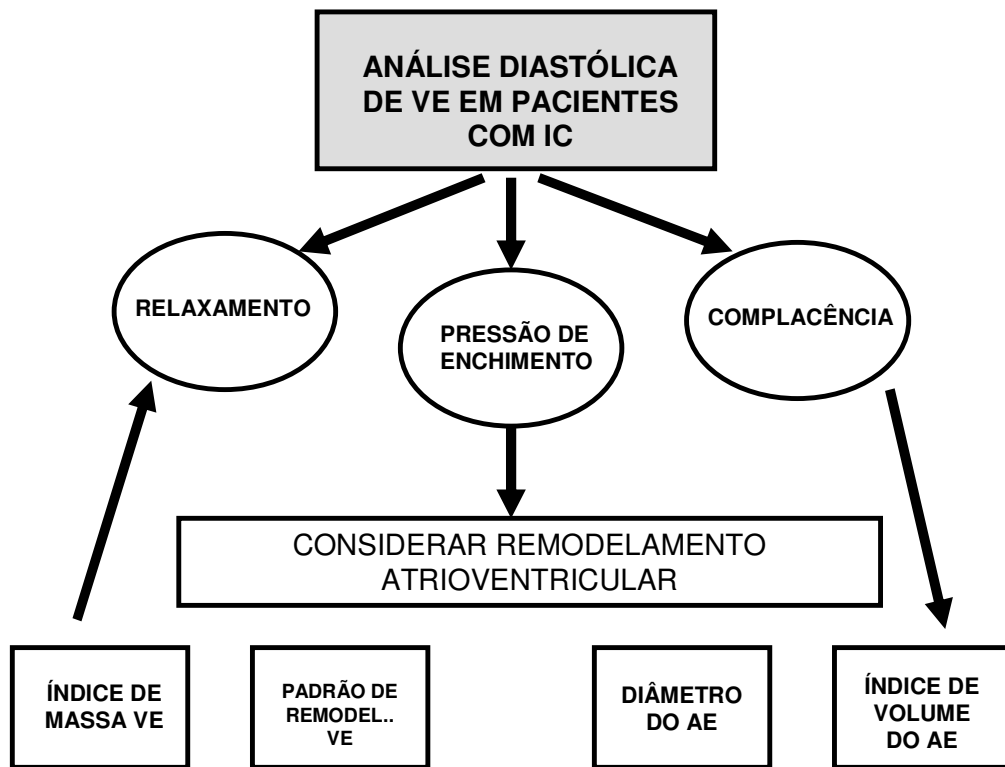 ANÁLISE DIASTÓLICA
DE VE EM PACIENTES
COM IC
RELAXAMENTO
PRESSÃO DE
ENCHIMENTO
COMPLACÊNCIA
CONSIDERAR REMODELAMENTO
ATRIOVENTRICULAR
ÍNDICE DE
MASSA VE
PADRÃO DE
REMODEL..
VE
DIÂMETRO
DO AE
ÍNDICE DE
VOLUME
DO AE